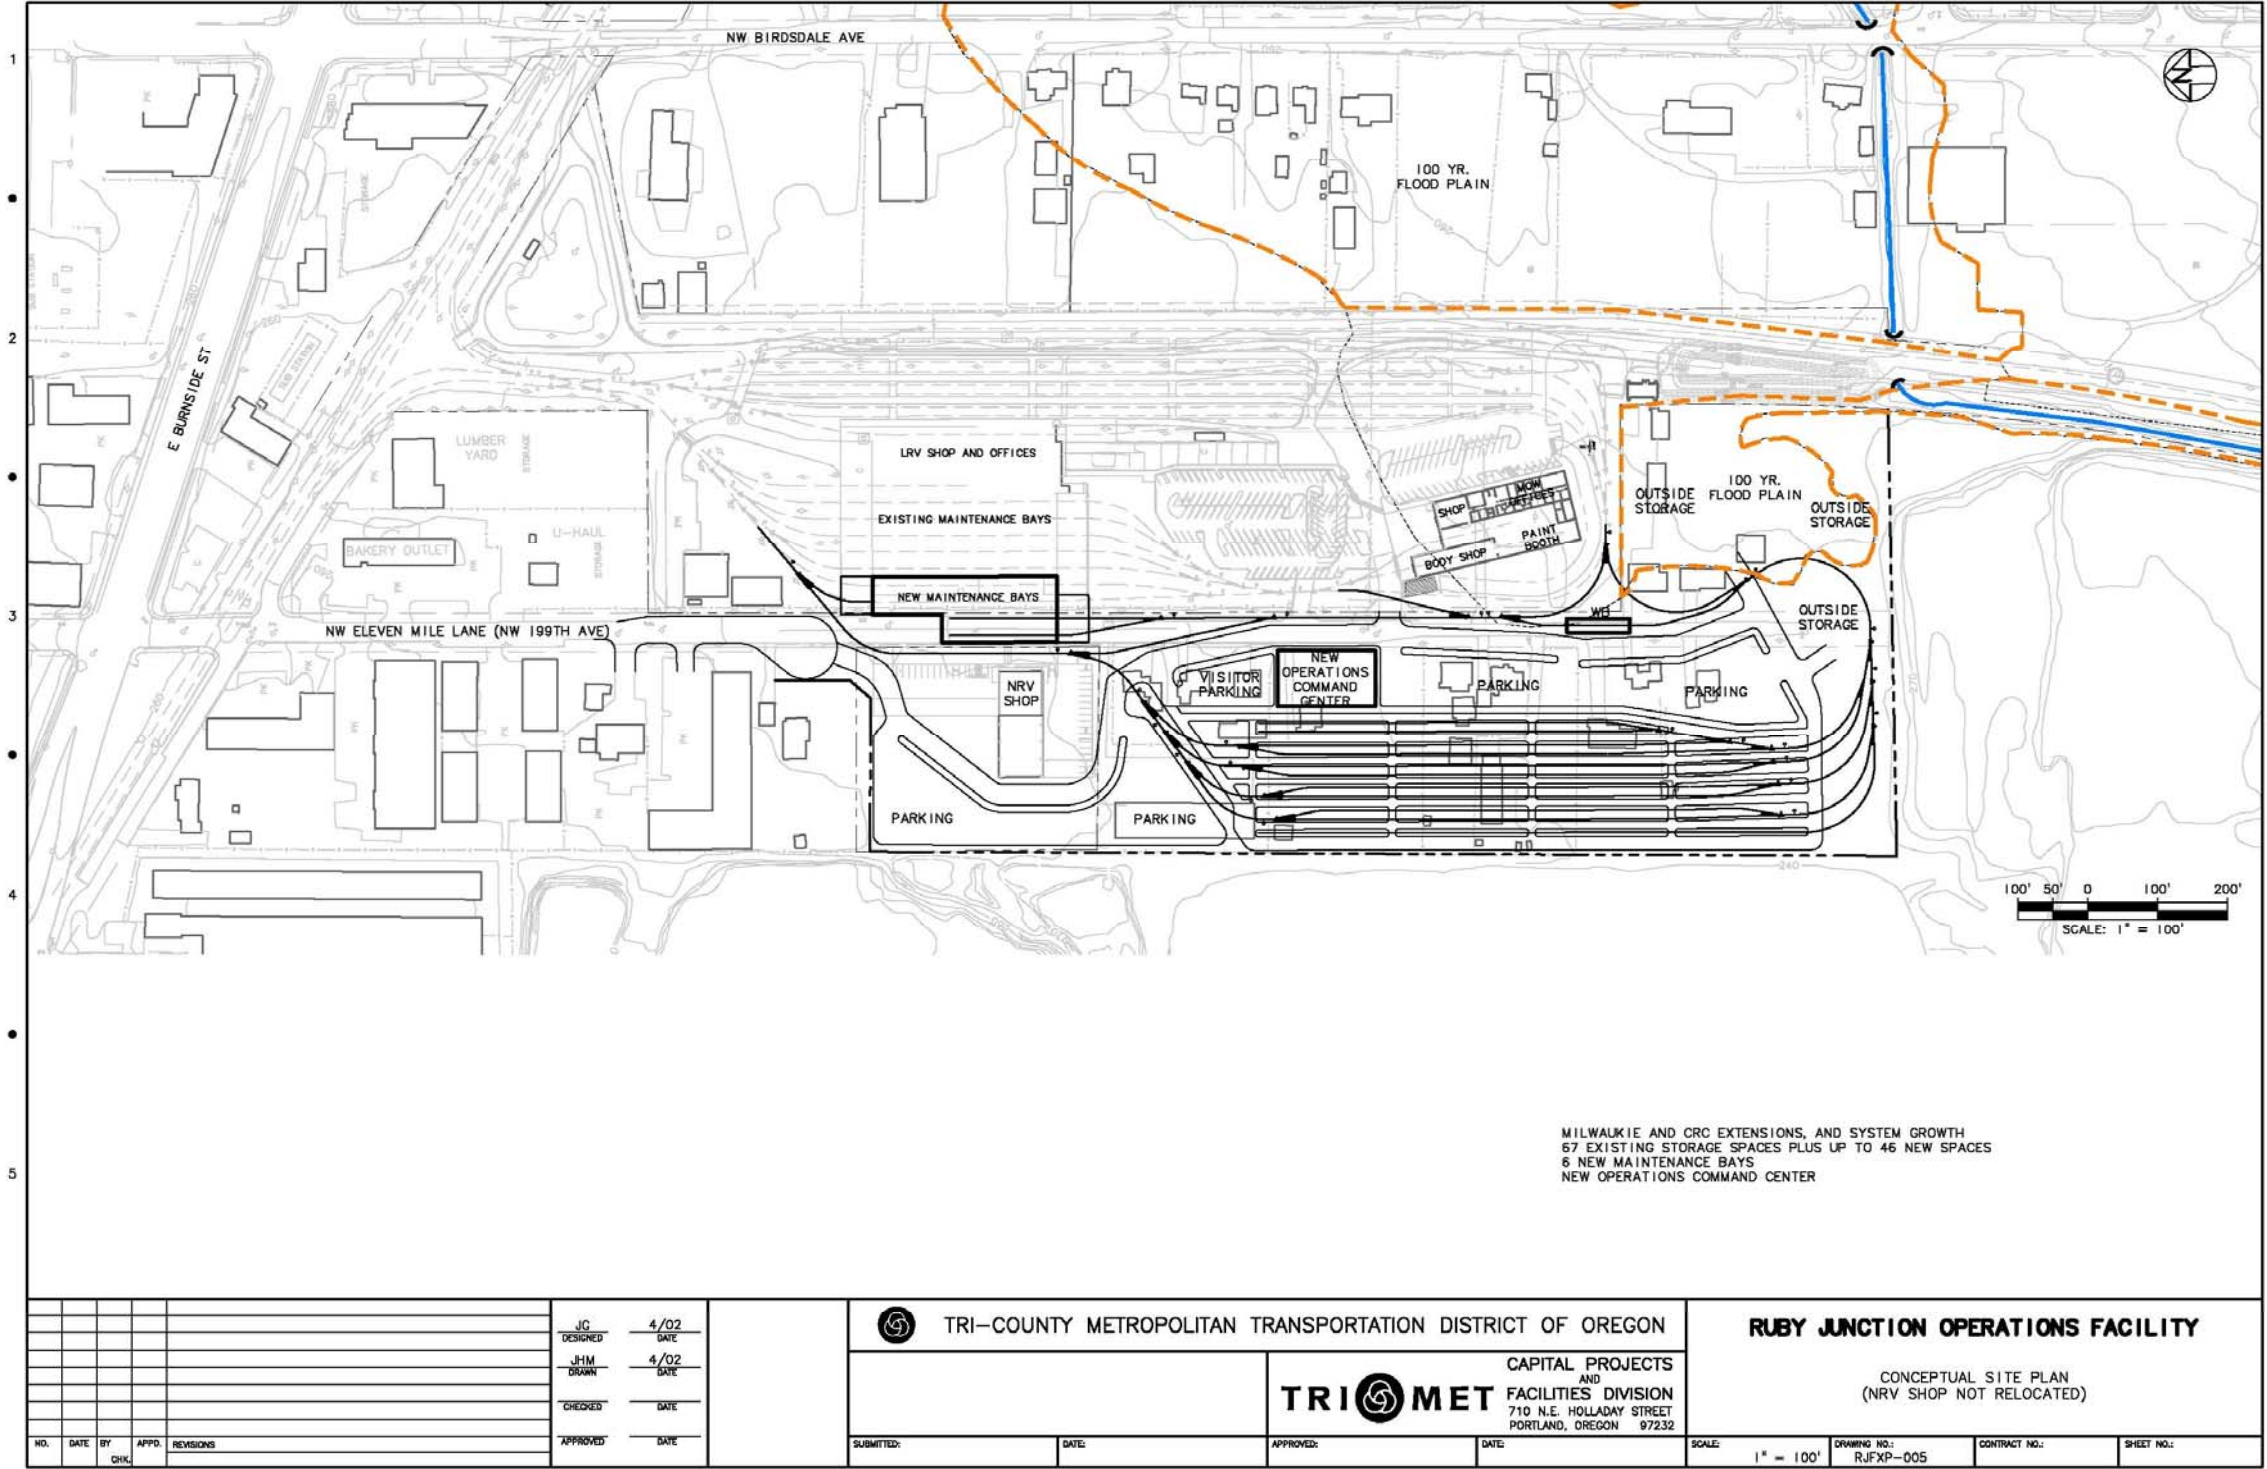 NW BIRDSDALE AVE
1
100 YR.
FLOOD PLAIN
2
E BURNSIDE ST
SUB STATION
STORAGE
260
LUMBER
YARD
STORAGE
LRV SHOP AND OFFICES
EXISTING MAINTENANCE BAYS
U-HAUL
STORAGE
BAKERY OUTLET
NEW MAINTENANCE BAYS
SHOP
MOW
OFFICES
PAINT
BOOTH
BODY SHOP
OUTSIDE
STORAGE
100 YR.
FLOOD PLAIN
OUTSIDE
STORAGE
3
NW ELEVEN MILE LANE (NW 199TH AVE)
WB
OUTSIDE
STORAGE
NRV
SHOP
VISITOR
PARKING
NEW
OPERATIONS
COMMAND
CENTER
PARKING
PARKING
270
PARKING
PARKING
240
4
100' 50' 0 100' 200'
SCALE: 1" = 100'
5
MILWAUKIE AND CRC EXTENSIONS, AND SYSTEM GROWTH
67 EXISTING STORAGE SPACES PLUS UP TO 46 NEW SPACES
6 NEW MAINTENANCE BAYS
NEW OPERATIONS COMMAND CENTER
JG 4/02
DESIGNED DATE
JHM 4/02
DRAWN DATE
CHECKED DATE
APPROVED DATE
NO. DATE BY APPD. REVISIONS
CHK.
TRI-COUNTY METROPOLITAN TRANSPORTATION DISTRICT OF OREGON
TRI MET
CAPITAL PROJECTS
AND
FACILITIES DIVISION
710 N.E. HOLLADAY STREET
PORTLAND, OREGON 97232
SUBMITTED: DATE: APPROVED: DATE:
RUBY JUNCTION OPERATIONS FACILITY
CONCEPTUAL SITE PLAN
(NRV SHOP NOT RELOCATED)
SCALE: 1" = 100'
DRAWING NO.: RJFXP-005
CONTRACT NO.:
SHEET NO.: